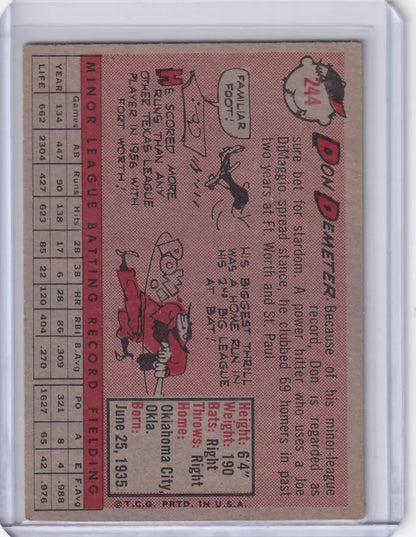 244
DON DEMETER
Because of his minor-league
record, Don is regarded as
sure bet for stardom. A power hitter who uses a Joe
DiMaggio spread stance, he clubbed 69 homers in past
two years at Ft. Worth and St. Paul.
FAMILIAR
FOOT!
HE SCORED MORE
RUNS THAN ANY
OTHER TEXAS LEAGUE
PLAYER IN 1956 WITH
FORT WORTH!
HIS BIGGEST THRILL
WAS A HOME RUN IN
HIS 2ND BIG LEAGUE
AT BAT!
POW!
Height: 6'4"
Weight: 190
Bats: Right
Throws: Right
Home:
Oklahoma City,
Okla.
Born:
June 25, 1935
© T.C.G. PRTD. IN U.S.A.
MINOR LEAGUE BATTING RECORD FIELDING
Games AB Runs Hits 2B 3B HR RBI B.Avg PO A E F.Avg
YEAR 134 447 90 138 17 6 28 86 .309 321 8 4 .988
LIFE 662 2304 427 623 85 22 120 404 .270 1627 65 42 .976